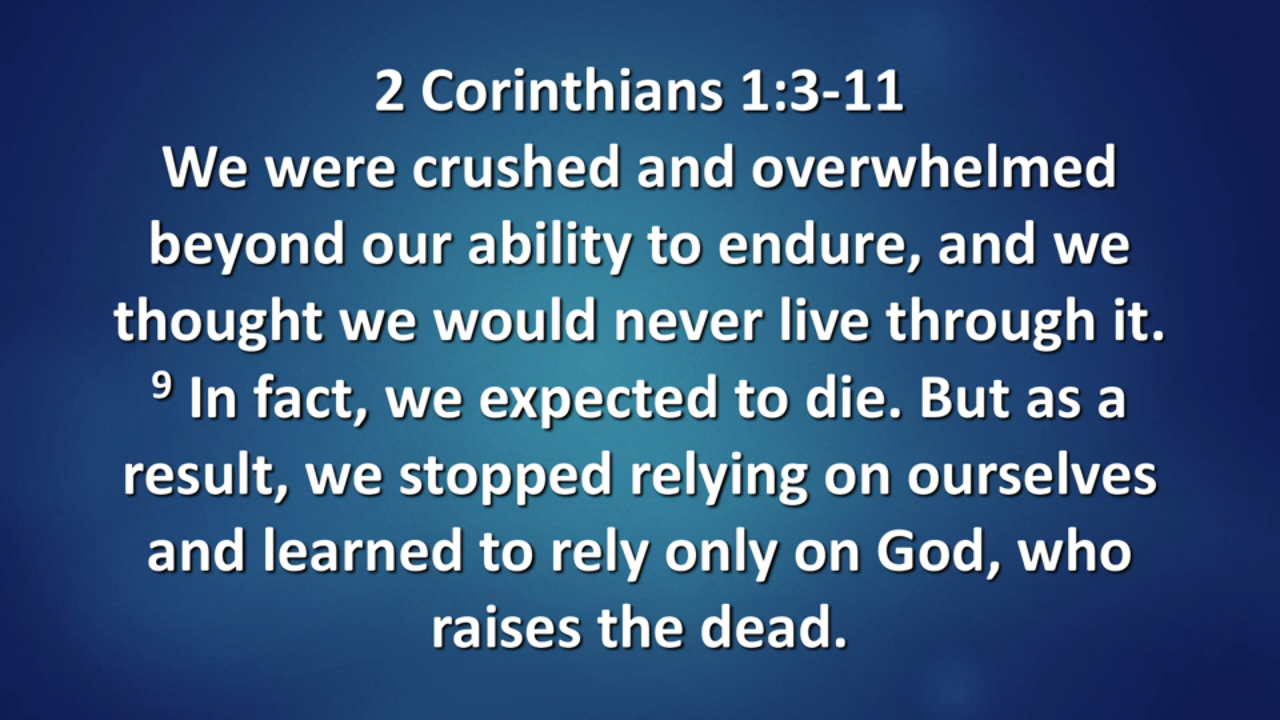 2 Corinthians 1:3-11
We were crushed and overwhelmed
beyond our ability to endure, and we
thought we would never live through it.
⁹ In fact, we expected to die. But as a
result, we stopped relying on ourselves
and learned to rely only on God, who
raises the dead.